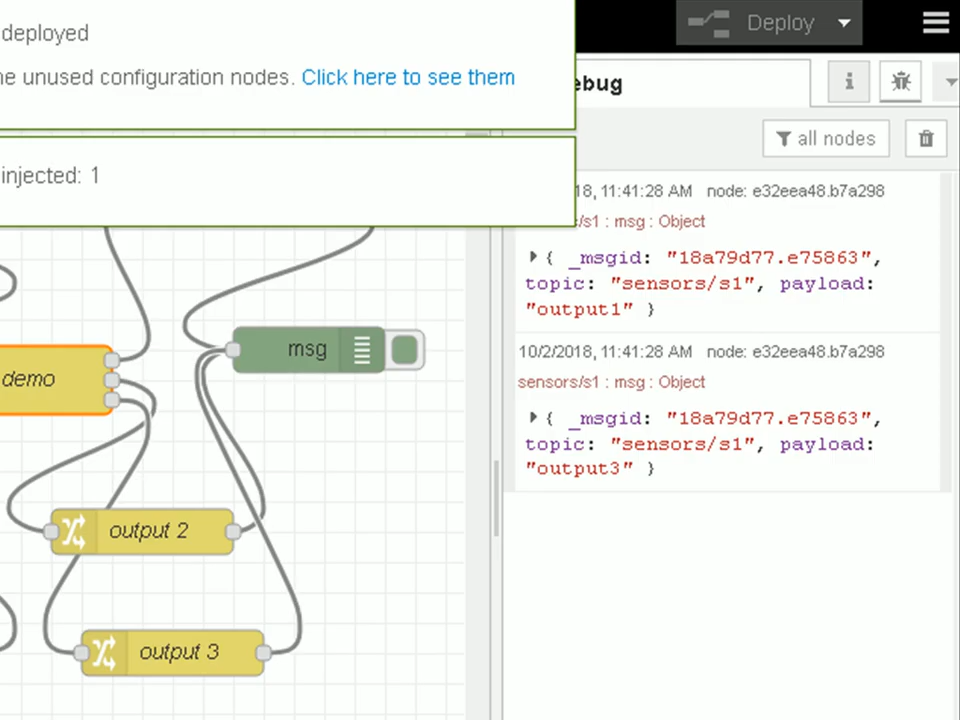 deployed
Deploy
ne unused configuration nodes. Click here to see them
ebug
i
all nodes
injected: 1
18, 11:41:28 AM node: e32eea48.b7a298
/s1 : msg : Object
{ _msgid: "18a79d77.e75863",
topic: "sensors/s1", payload:
"output1" }
msg
10/2/2018, 11:41:28 AM node: e32eea48.b7a298
sensors/s1 : msg : Object
{ _msgid: "18a79d77.e75863",
topic: "sensors/s1", payload:
"output3" }
demo
output 2
output 3